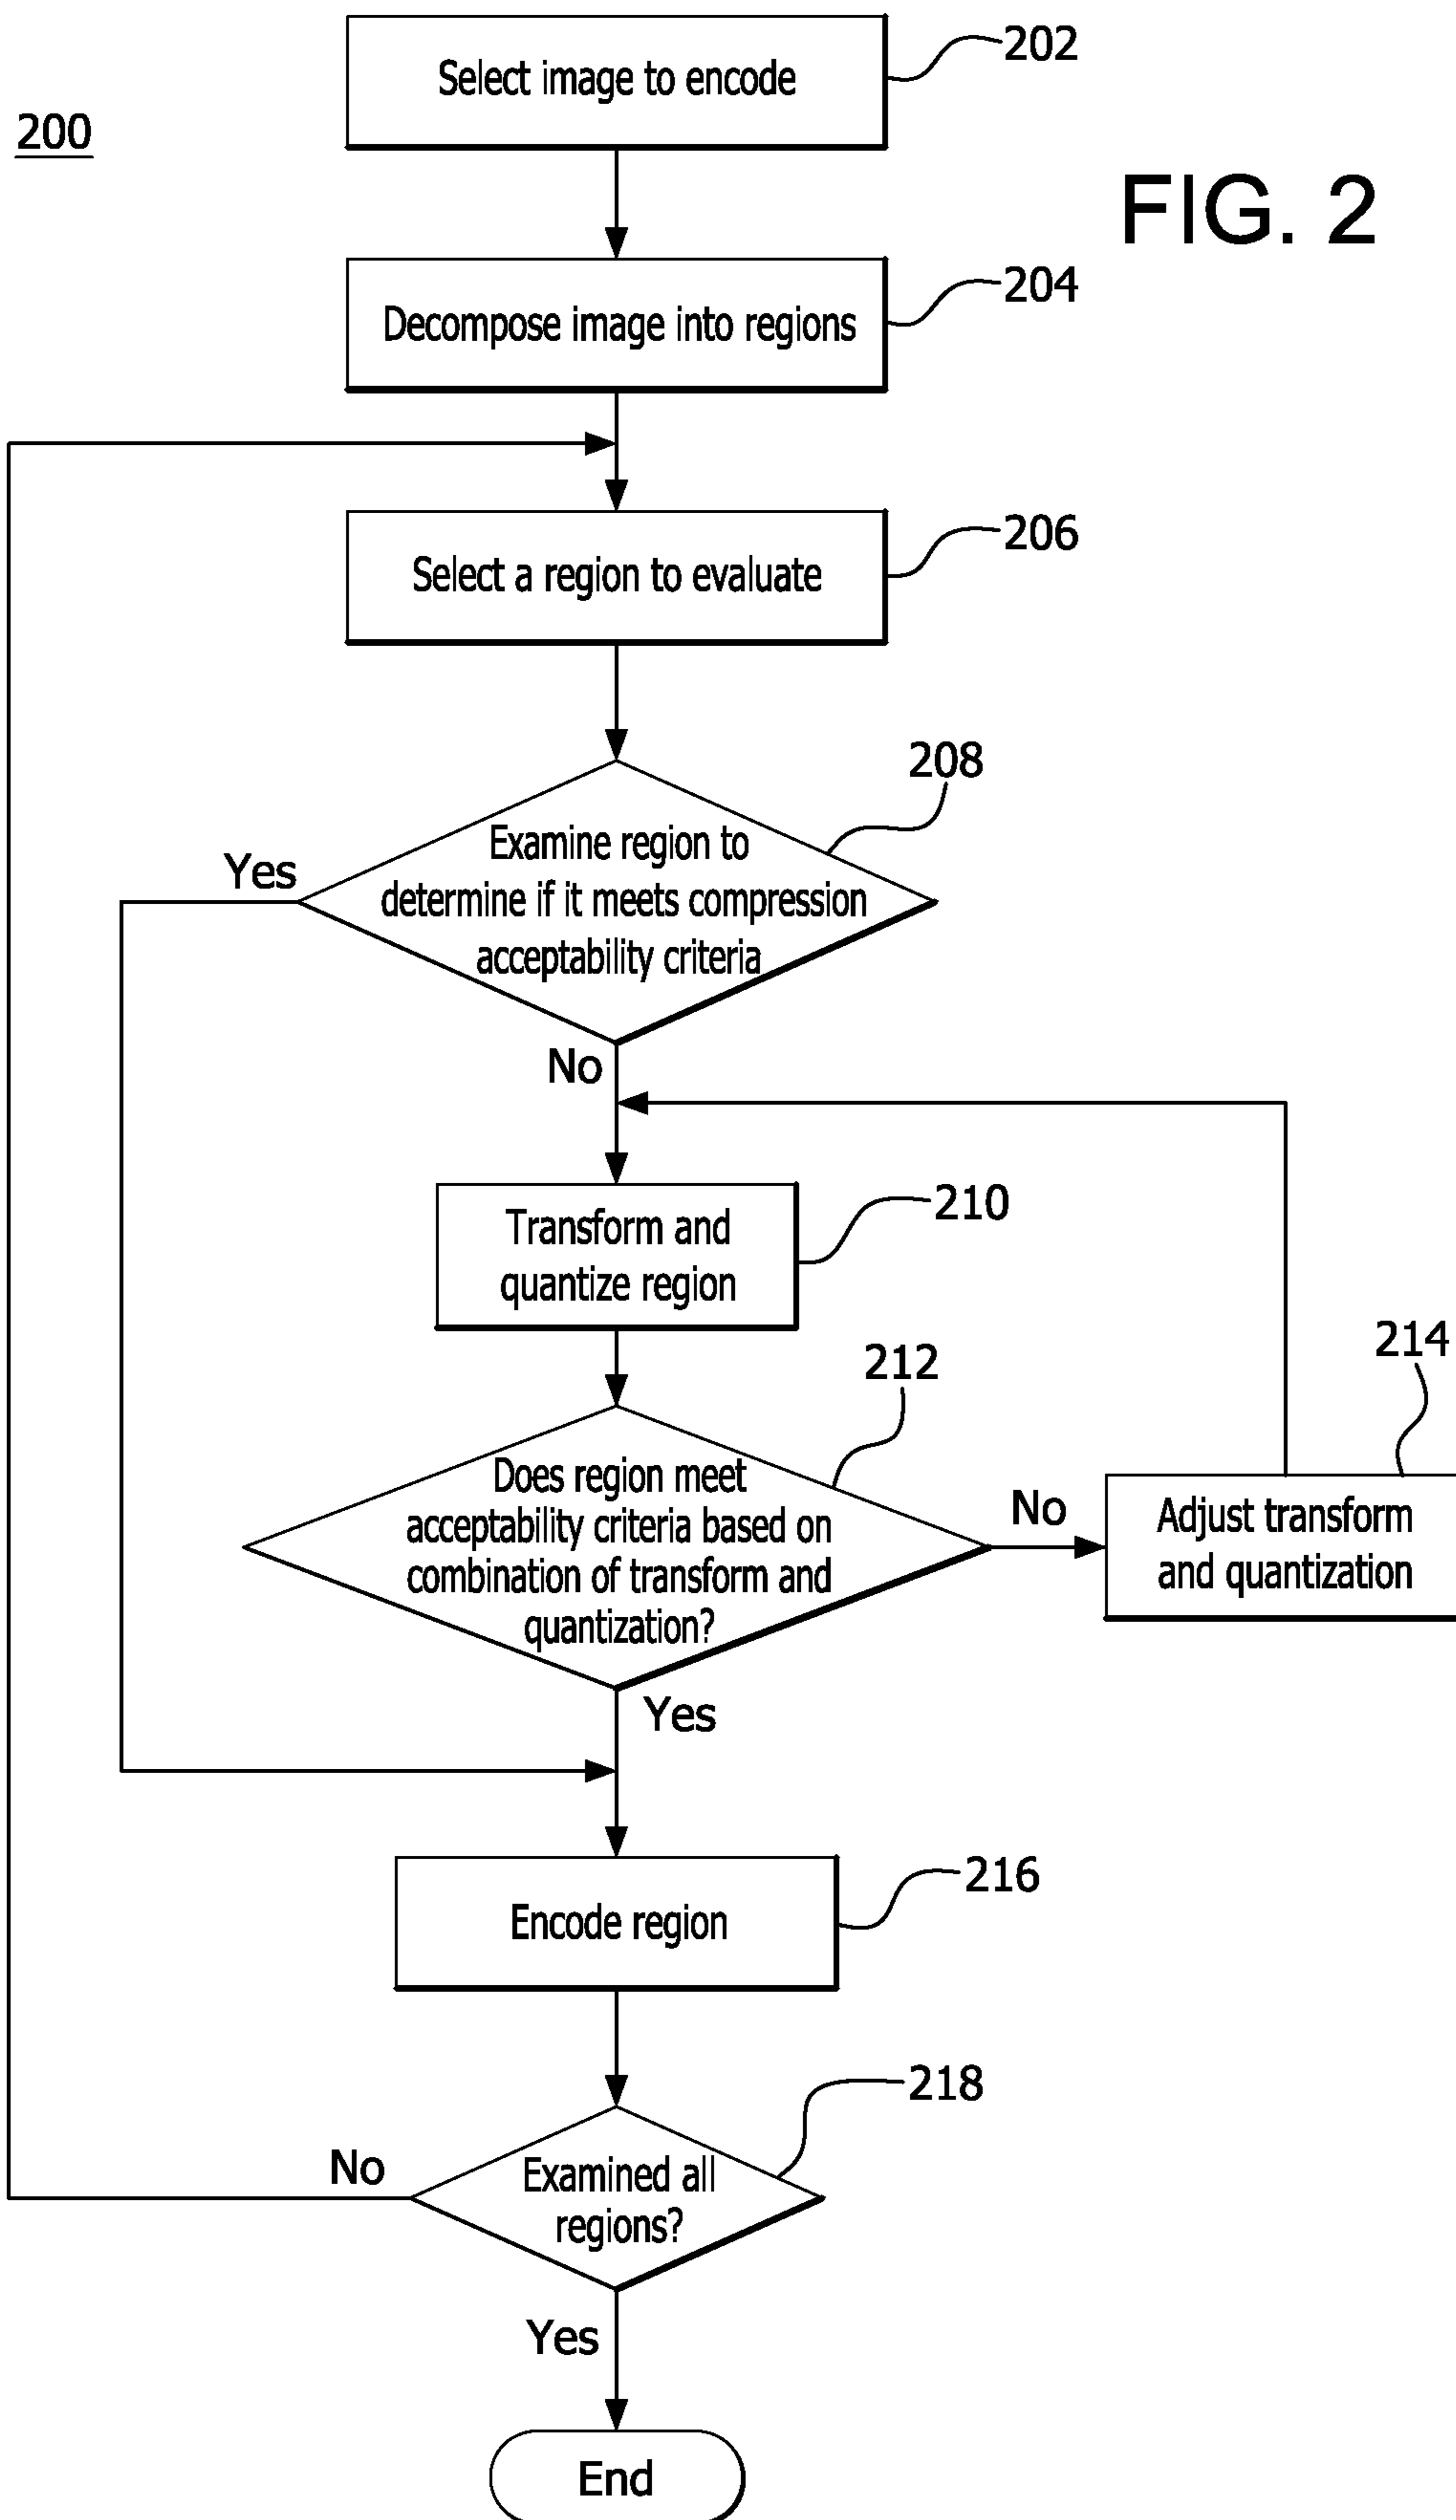 202
Select image to encode
200
FIG. 2
204
Decompose image into regions
206
Select a region to evaluate
208
Examine region to
determine if it meets compression
acceptability criteria
Yes
No
210
Transform and
quantize region
212
214
Does region meet
acceptability criteria based on
combination of transform and
quantization?
No
Adjust transform
and quantization
Yes
216
Encode region
218
No
Examined all
regions?
Yes
End